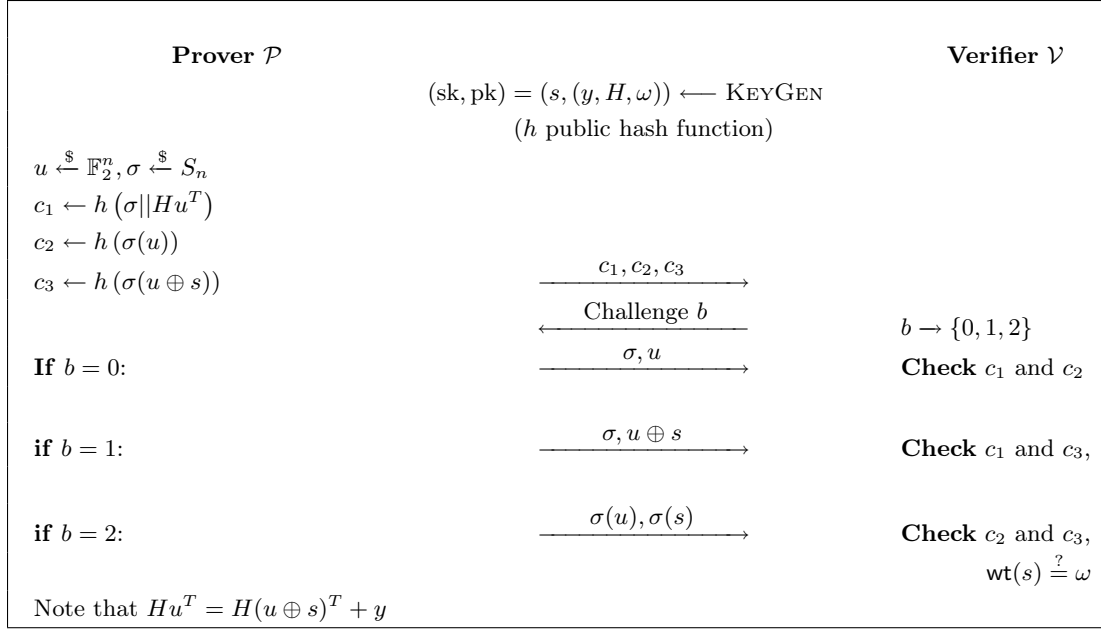 Prover 𝒫 Verifier 𝒱
(sk, pk) = (s, (y, H, ω)) ⟵ KEYGEN
(h public hash function)
u ←$ 𝔽₂ⁿ, σ ←$ Sₙ
c₁ ← h (σ||Huᵀ)
c₂ ← h (σ(u))
c₃ ← h (σ(u ⊕ s)) c₁, c₂, c₃
Challenge b b → {0, 1, 2}
If b = 0: σ, u Check c₁ and c₂
if b = 1: σ, u ⊕ s Check c₁ and c₃,
if b = 2: σ(u), σ(s) Check c₂ and c₃,
wt(s) ≟ ω
Note that Huᵀ = H(u ⊕ s)ᵀ + y